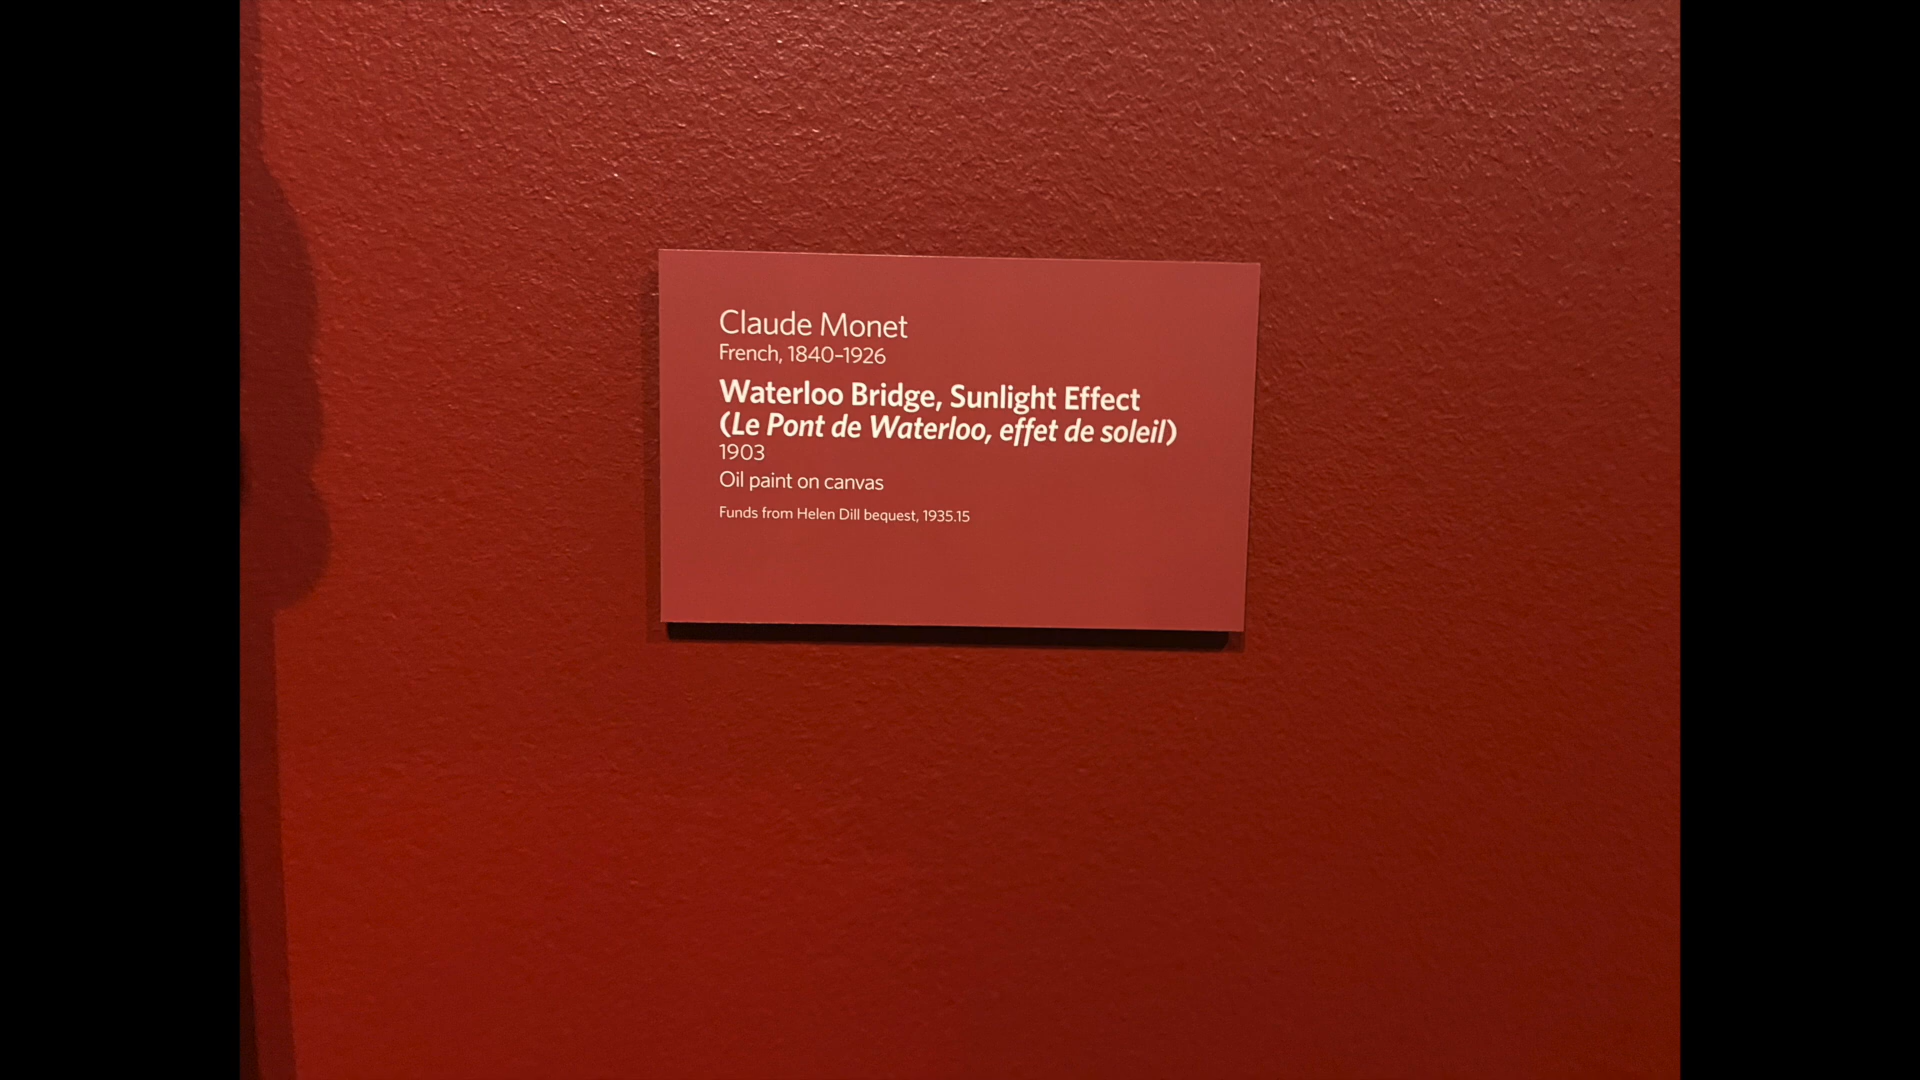 Claude Monet
French, 1840–1926
Waterloo Bridge, Sunlight Effect
(Le Pont de Waterloo, effet de soleil)
1903
Oil paint on canvas
Funds from Helen Dill bequest, 1935.15